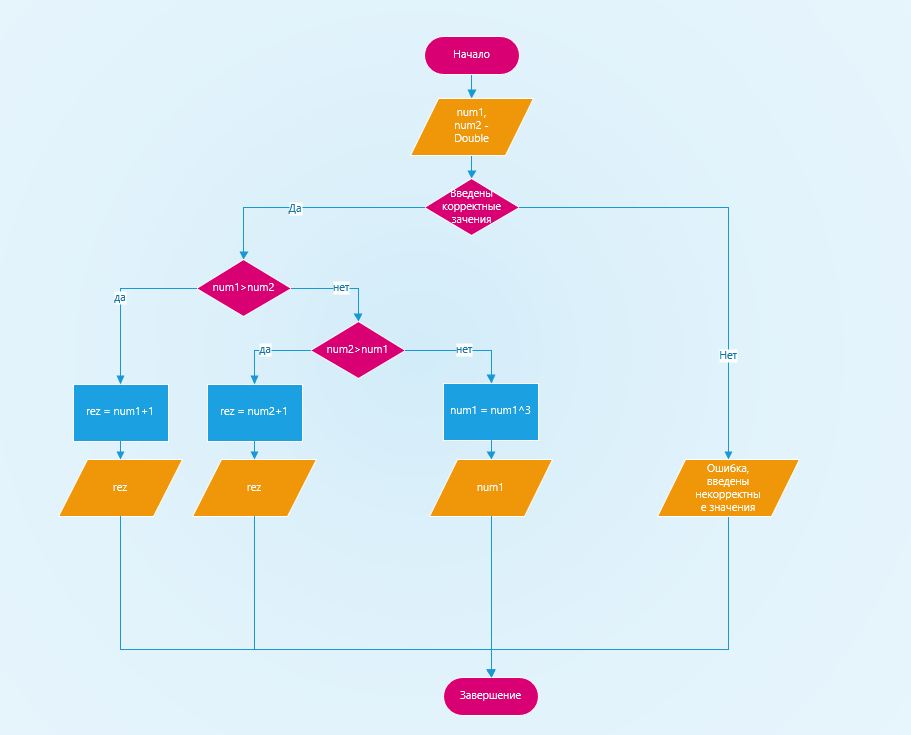 Начало
num1,
num2 -
Double
Введены
корректные
зачения
Да
num1>num2
да
нет
num2>num1
да
нет
Нет
rez = num1+1
rez = num2+1
num1 = num1^3
rez
rez
num1
Ошибка,
введены
некорректны
е значения
Завершение